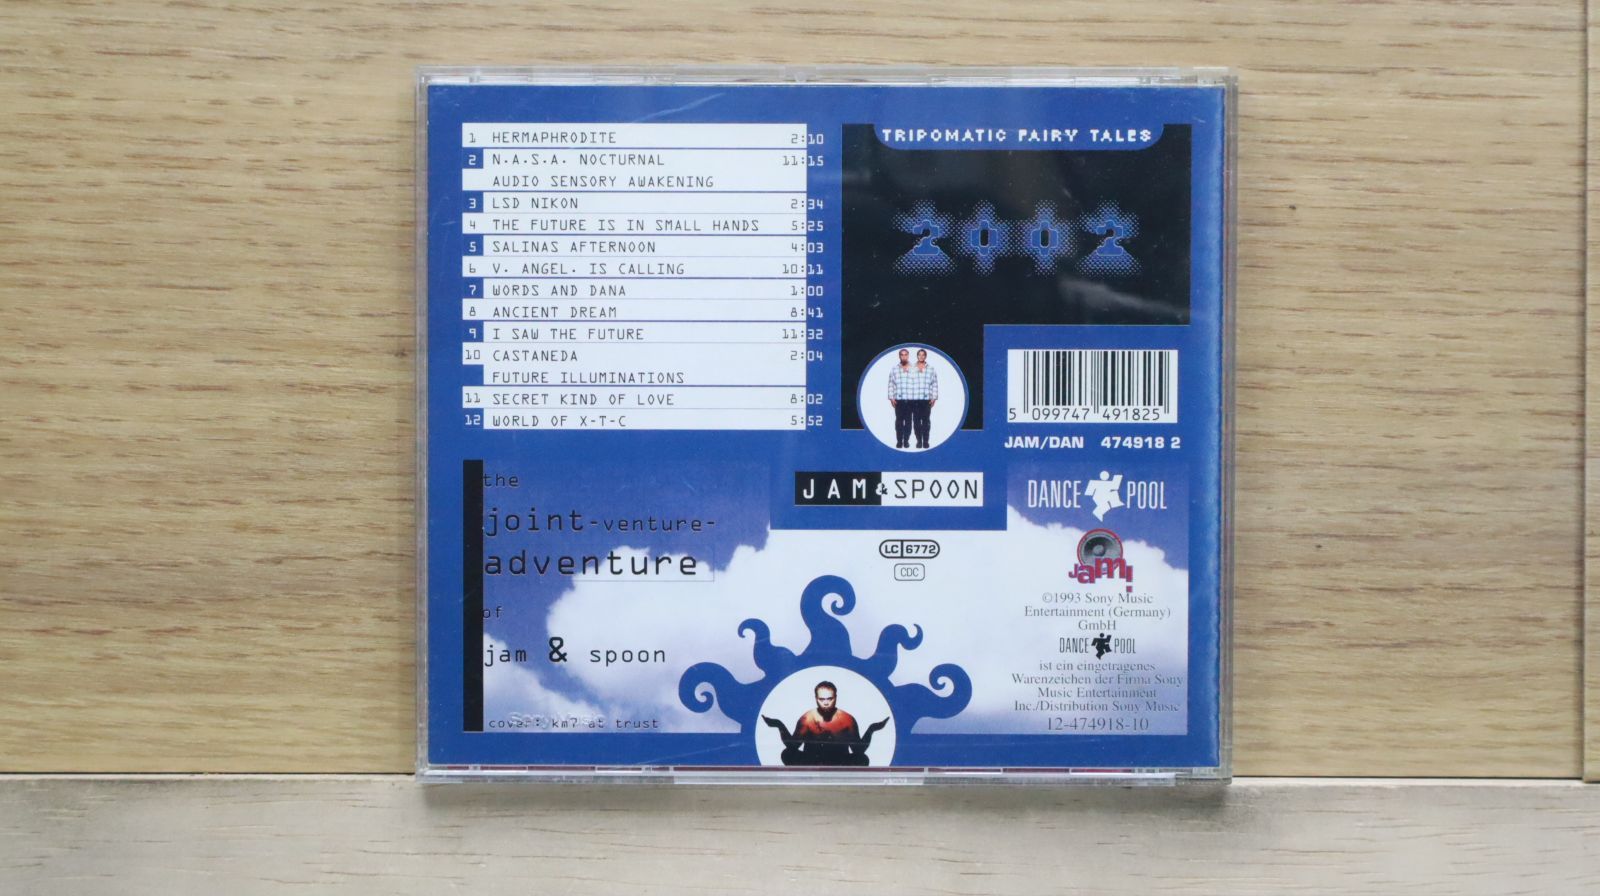 1 HERMAPHRODITE 2:10
2 N.A.S.A. NOCTURNAL 11:15
AUDIO SENSORY AWAKENING
3 LSD NIKON 2:34
4 THE FUTURE IS IN SMALL HANDS 5:25
5 SALINAS AFTERNOON 4:03
6 V. ANGEL. IS CALLING 10:11
7 WORDS AND DANA 1:00
8 ANCIENT DREAM 8:41
9 I SAW THE FUTURE 11:32
10 CASTANEDA 2:04
FUTURE ILLUMINATIONS
11 SECRET KIND OF LOVE 8:02
12 WORLD OF X-T-C 5:52
TRIPOMATIC FAIRY TALES
2002
5 099747 491825
JAM/DAN 474918 2
the
joint-venture-
adventure
of
jam & spoon
cover: km7 at trust
JAM & SPOON
LC 6772
CDC
DANCE POOL
Jam!
©1993 Sony Music
Entertainment (Germany)
GmbH
DANCE POOL
ist ein eingetragenes
Warenzeichen der Firma Sony
Music Entertainment
Inc./Distribution Sony Music
12-474918-10